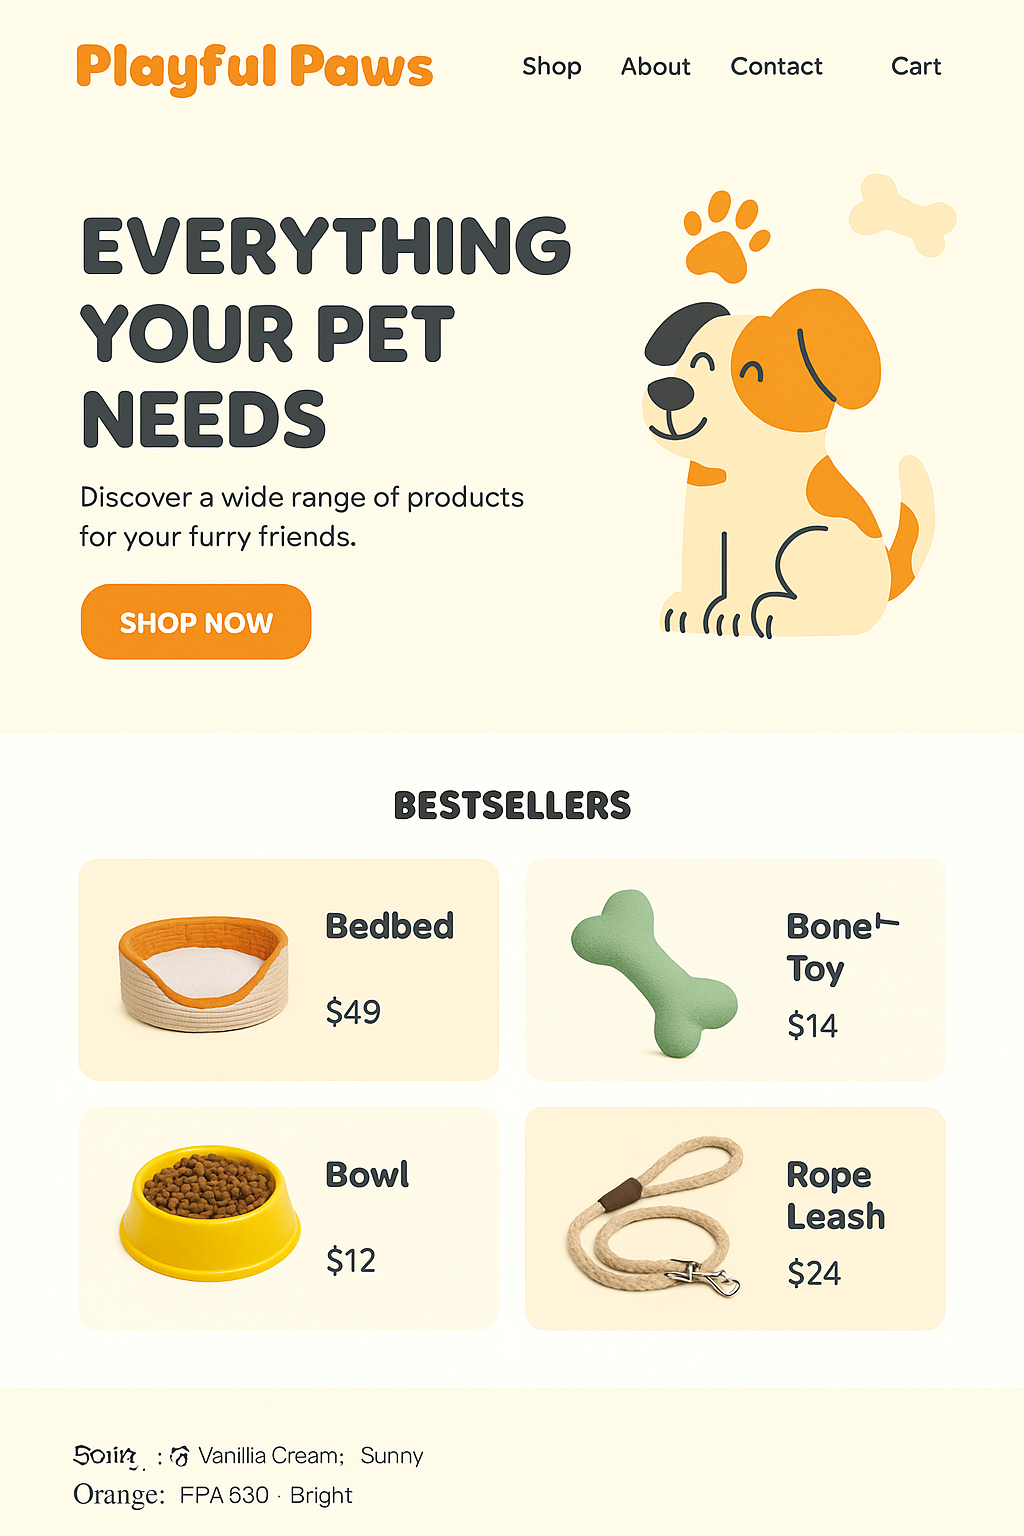 Playful Paws
Shop About Contact Cart
EVERYTHING
YOUR PET
NEEDS
Discover a wide range of products
for your furry friends.
SHOP NOW
BESTSELLERS
Bedbed
$49
Bone
Toy
$14
Bowl
$12
Rope
Leash
$24
Vanillia Cream; Sunny
Orange: FPA 630 · Bright